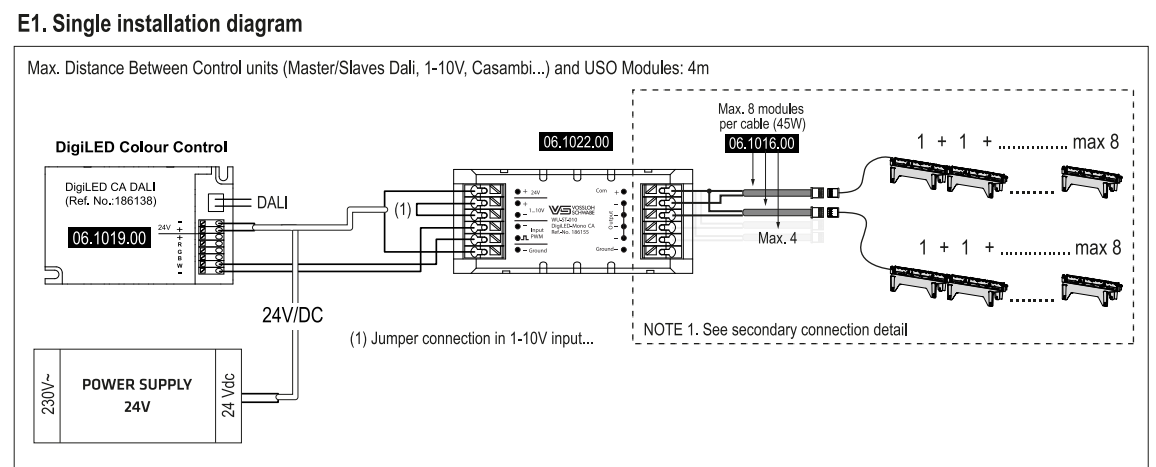 E1. Single installation diagram
Max. Distance Between Control units (Master/Slaves Dali, 1-10V, Casambi...) and USO Modules: 4m
DigiLED Colour Control
DigiLED CA DALI
(Ref. No.:186138)
DALI
06.1019.00
24V
-
+
+
R
G
B
W
-
24V/DC
POWER SUPPLY
24V
230V~
24 Vdc
(1)
(1) Jumper connection in 1-10V input...
06.1022.00
+ 24V
+
1...10V
-
- Input
PWM
- Ground
VS VOSSLOH
SCHWABE
WU-ST-010
DigiLED-Mono CA
Ref.-No. 186155
Com +
-
-
Output
-
-
Ground -
Max. 8 modules
per cable (45W)
06.1016.00
Max. 4
1 + 1 + ................ max 8
........
1 + 1 + ................ max 8
........
NOTE 1. See secondary connection detail